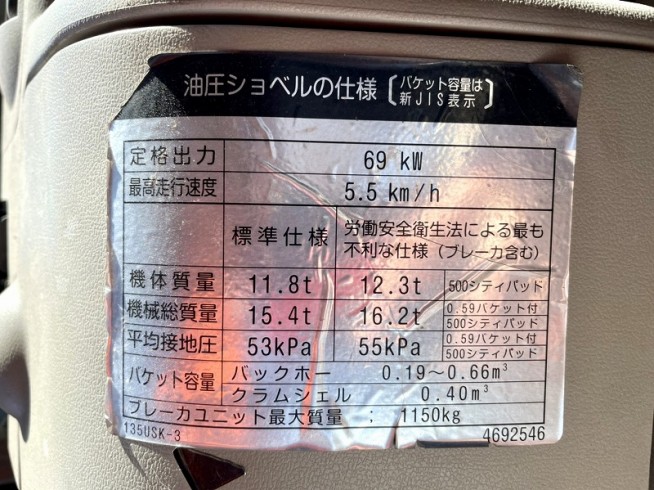 油圧ショベルの仕様〔バケット容量は
新JIS表示〕
定格出力 69 kW
最高走行速度 5.5 km/h
標準仕様 労働安全衛生法による最も
不利な仕様(ブレーカ含む)
機体質量 11.8t 12.3t 500シティパッド
機械総質量 15.4t 16.2t 0.59バケット付
500シティパッド
平均接地圧 53kPa 55kPa 0.59バケット付
500シティパッド
バケット容量 バックホー 0.19～0.66m³
クラムシェル 0.40m³
ブレーカユニット最大質量 : 1150kg
135USK-3 4692546